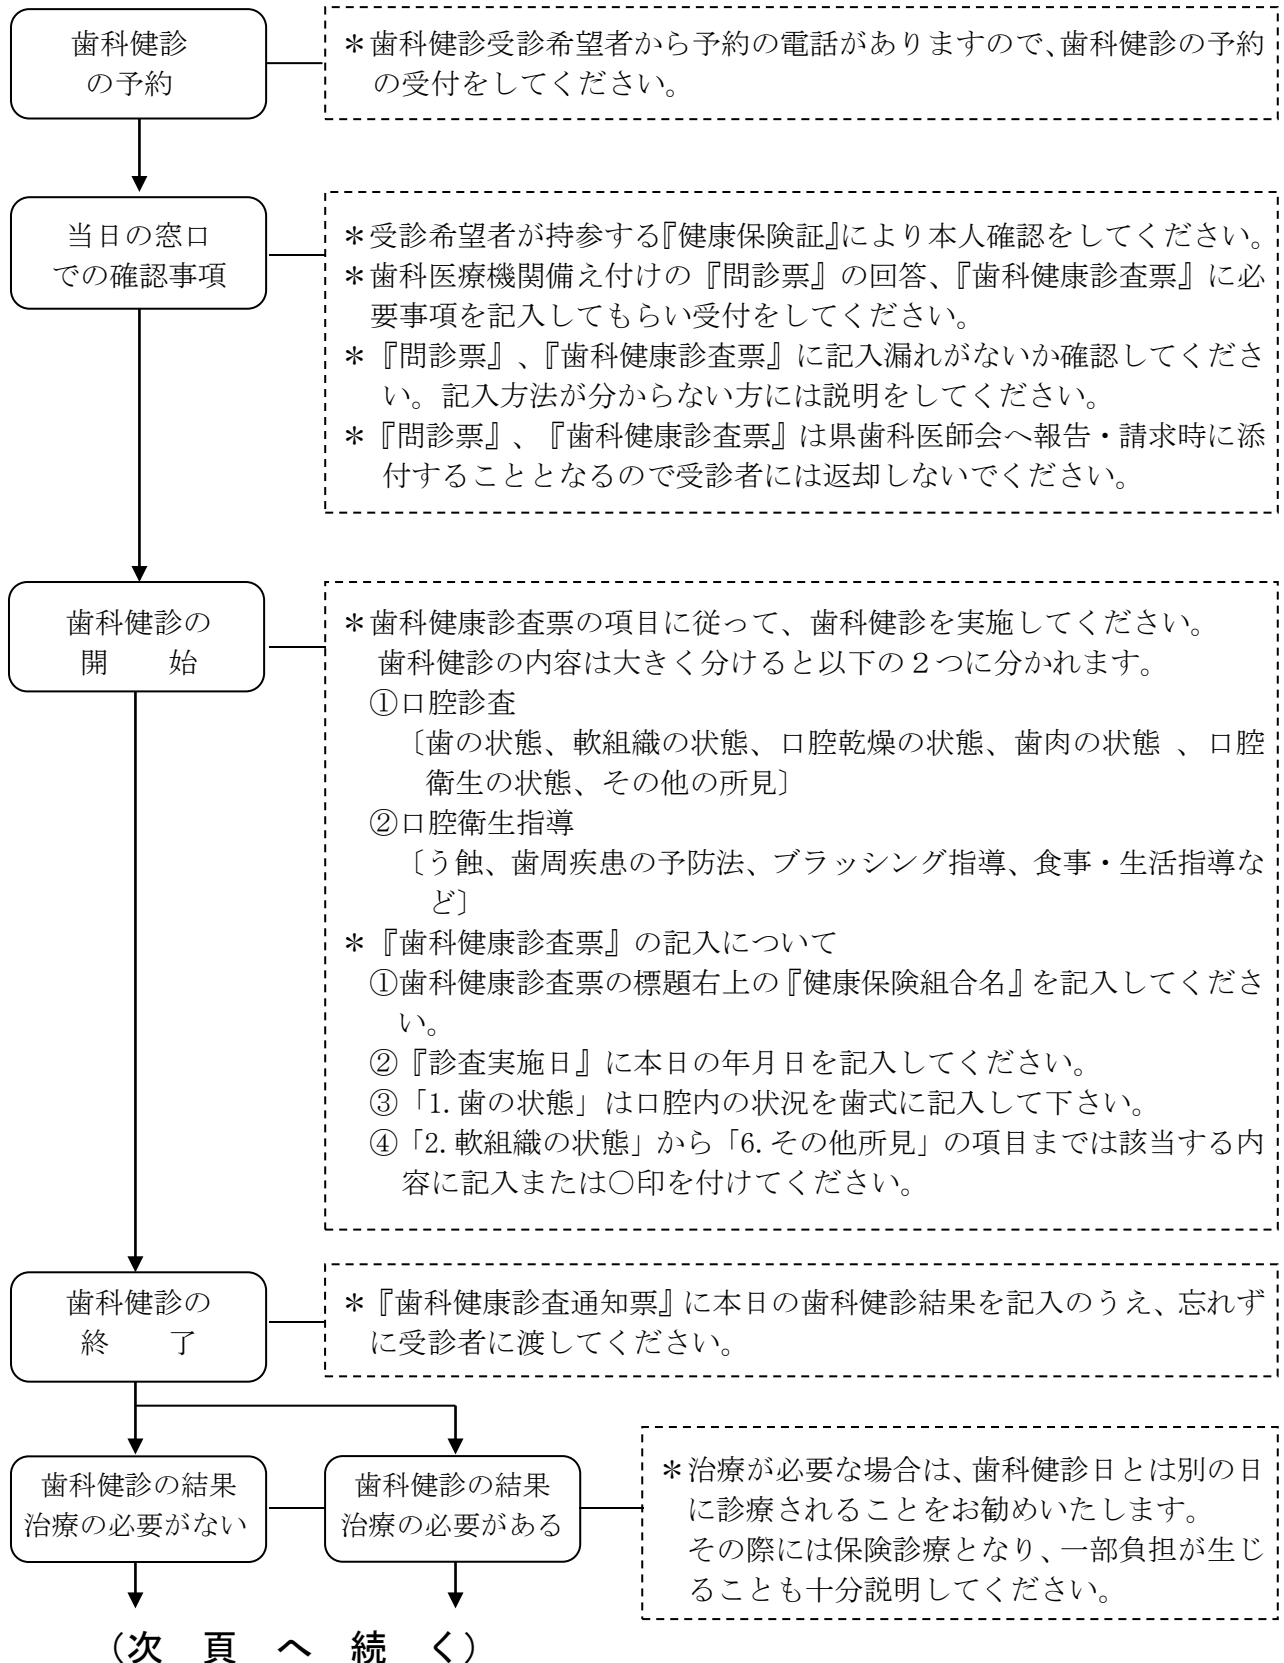 歯科健診
の予約
＊歯科健診受診希望者から予約の電話がありますので、歯科健診の予約
の受付をしてください。
当日の窓口
での確認事項
＊受診希望者が持参する『健康保険証』により本人確認をしてください。
＊歯科医療機関備え付けの『問診票』の回答、『歯科健康診査票』に必
要事項を記入してもらい受付をしてください。
＊『問診票』、『歯科健康診査票』に記入漏れがないか確認してくださ
い。記入方法が分からない方には説明をしてください。
＊『問診票』、『歯科健康診査票』は県歯科医師会へ報告・請求時に添
付することとなるので受診者には返却しないでください。
歯科健診の
開　　始
＊歯科健康診査票の項目に従って、歯科健診を実施してください。
歯科健診の内容は大きく分けると以下の２つに分かれます。
①口腔診査
〔歯の状態、軟組織の状態、口腔乾燥の状態、歯肉の状態 、口腔
衛生の状態、その他の所見〕
②口腔衛生指導
〔う蝕、歯周疾患の予防法、ブラッシング指導、食事・生活指導な
ど〕
＊『歯科健康診査票』の記入について
①歯科健康診査票の標題右上の『健康保険組合名』を記入してくださ
い。
②『診査実施日』に本日の年月日を記入してください。
③「1.歯の状態」は口腔内の状況を歯式に記入して下さい。
④「2.軟組織の状態」から「6.その他所見」の項目までは該当する内
容に記入または○印を付けてください。
歯科健診の
終　　了
＊『歯科健康診査通知票』に本日の歯科健診結果を記入のうえ、忘れず
に受診者に渡してください。
歯科健診の結果
治療の必要がない
歯科健診の結果
治療の必要がある
＊治療が必要な場合は、歯科健診日とは別の日
に診療されることをお勧めいたします。
その際には保険診療となり、一部負担が生じ
ることも十分説明してください。
（次　頁　へ　続　く）